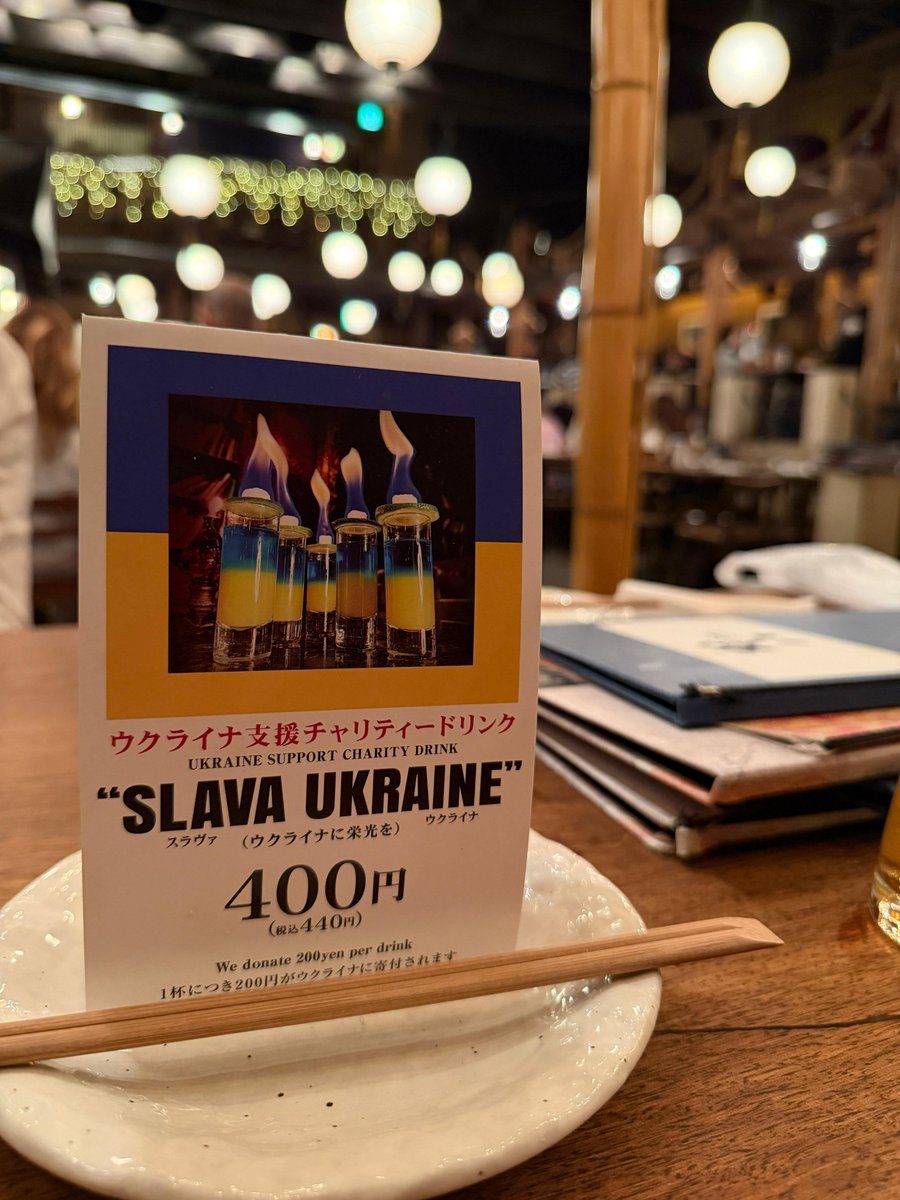 ウクライナ支援チャリティードリンク
UKRAINE SUPPORT CHARITY DRINK
“SLAVA UKRAINE”
スラヴァ （ウクライナに栄光を） ウクライナ
400円
(税込440円)
We donate 200yen per drink
1杯につき200円がウクライナに寄付されます